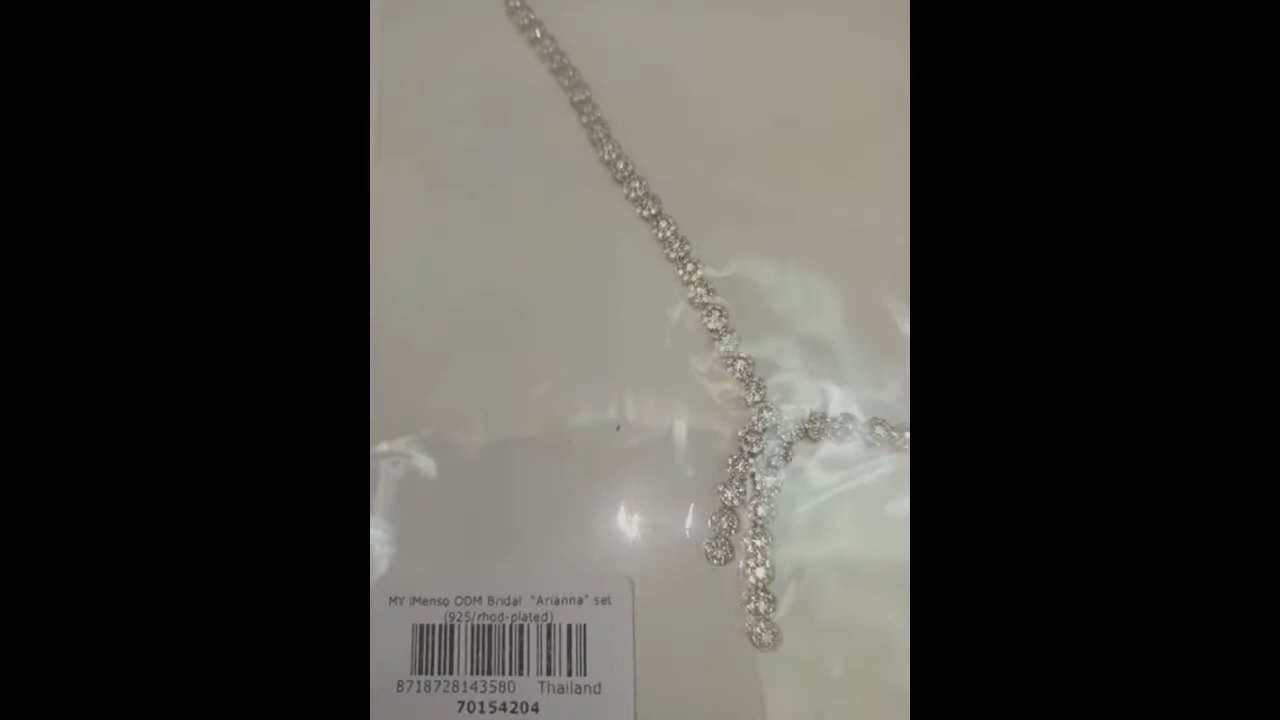 MY iMenso ODM Bridal "Arianna" set
(925/rhod-plated)
8718728143580 Thailand
70154204